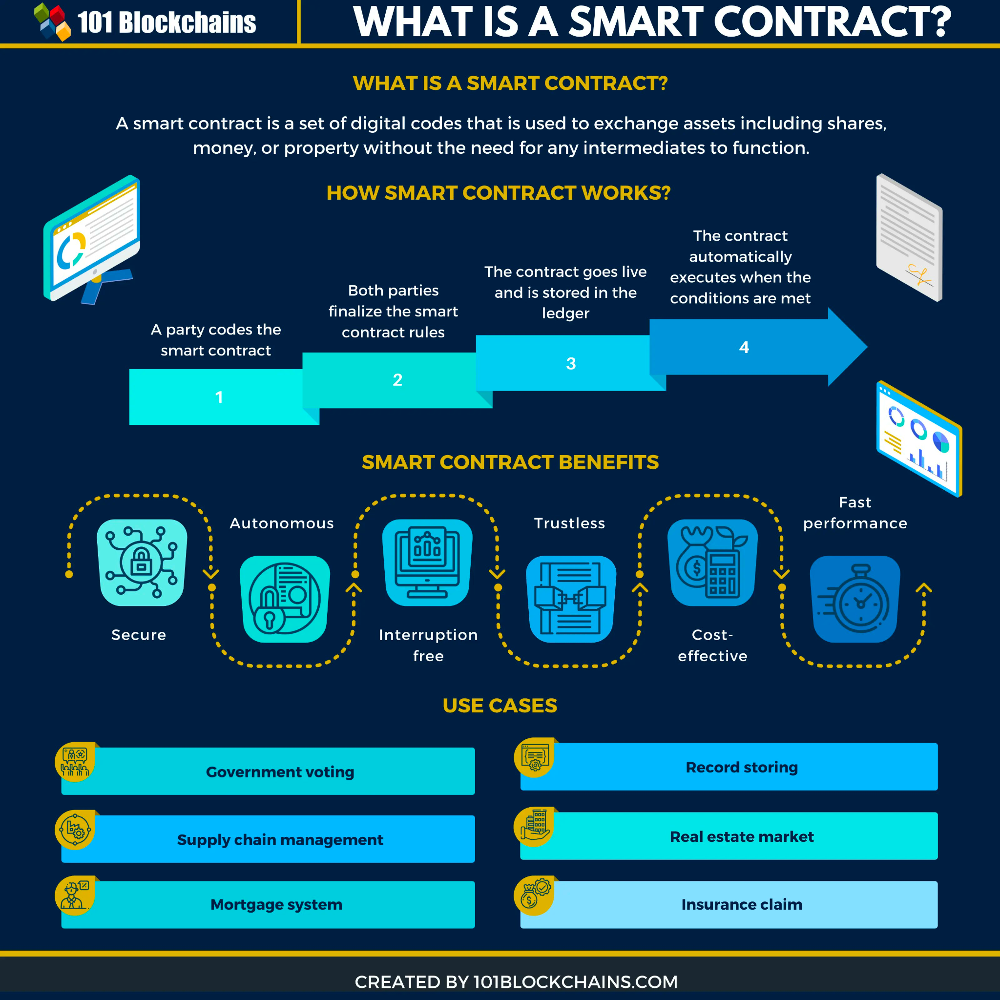 101 Blockchains
WHAT IS A SMART CONTRACT?
WHAT IS A SMART CONTRACT?
A smart contract is a set of digital codes that is used to exchange assets including shares,
money, or property without the need for any intermediates to function.
HOW SMART CONTRACT WORKS?
A party codes the
smart contract
1
Both parties
finalize the smart
contract rules
2
The contract goes live
and is stored in the
ledger
3
The contract
automatically
executes when the
conditions are met
4
SMART CONTRACT BENEFITS
Secure
Autonomous
Interruption
free
Trustless
Cost-
effective
Fast
performance
USE CASES
Government voting
Record storing
Supply chain management
Real estate market
Mortgage system
Insurance claim
CREATED BY 101BLOCKCHAINS.COM